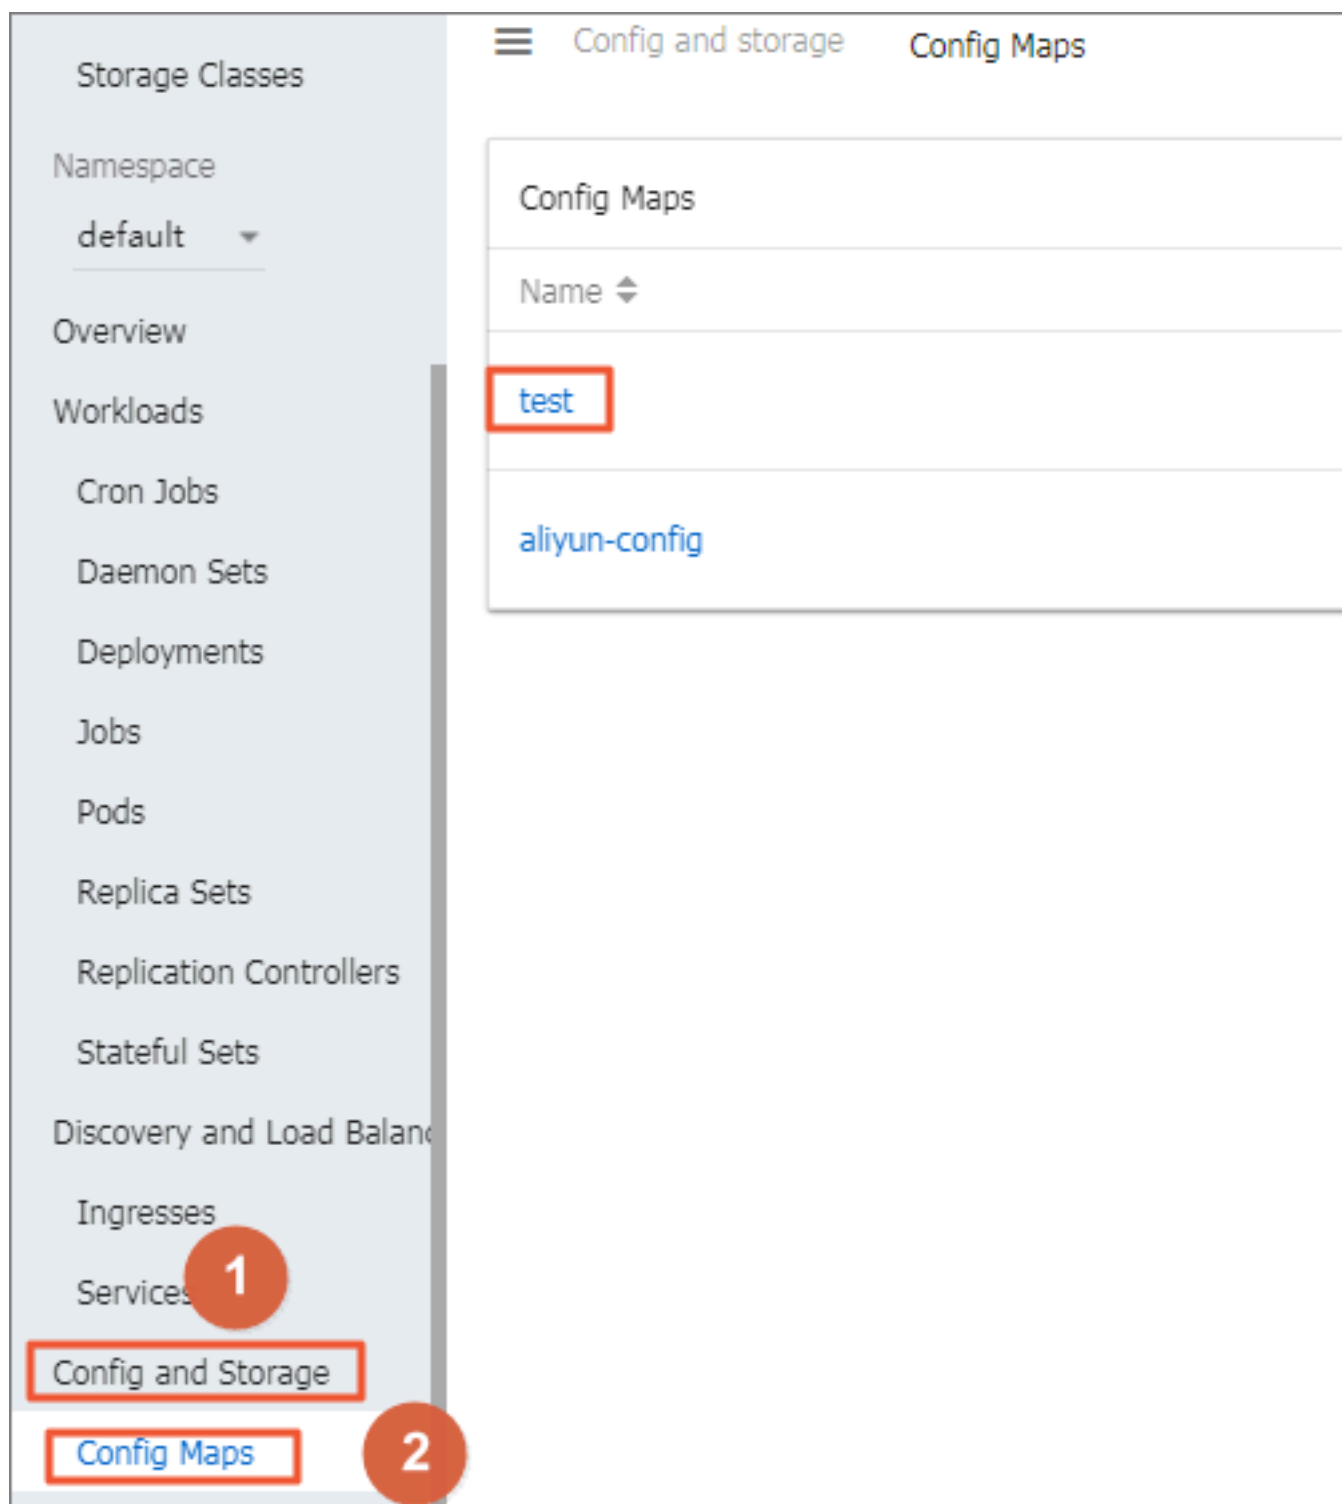 Storage Classes
Namespace
default
Overview
Workloads
Cron Jobs
Daemon Sets
Deployments
Jobs
Pods
Replica Sets
Replication Controllers
Stateful Sets
Discovery and Load Balanc
Ingresses
1
Services
Config and Storage
Config Maps
2
Config and storage Config Maps
Config Maps
Name
test
aliyun-config